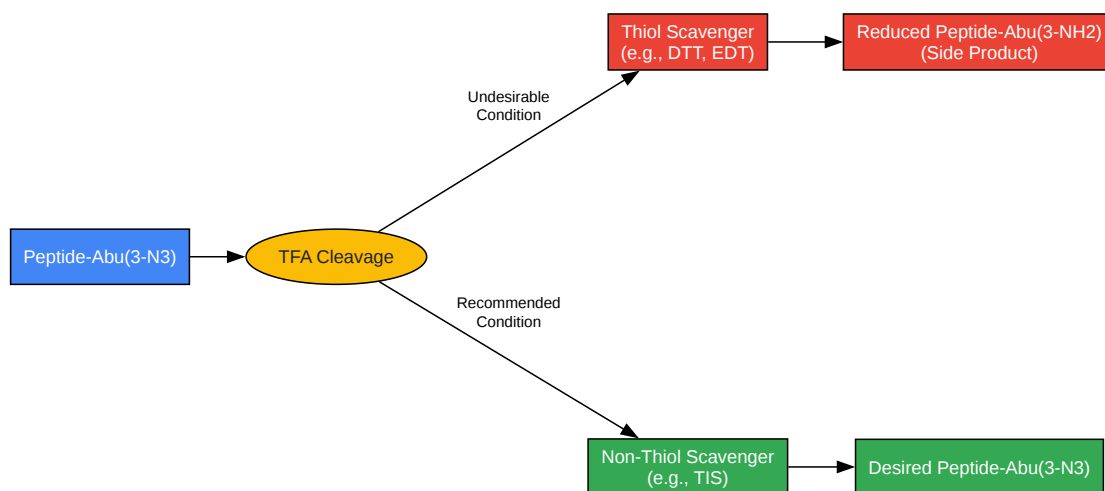 Thiol Scavenger
(e.g., DTT, EDT)
Reduced Peptide-Abu(3-NH2)
(Side Product)
Undesirable
Condition
Peptide-Abu(3-N3)
TFA Cleavage
Recommended
Condition
Non-Thiol Scavenger
(e.g., TIS)
Desired Peptide-Abu(3-N3)